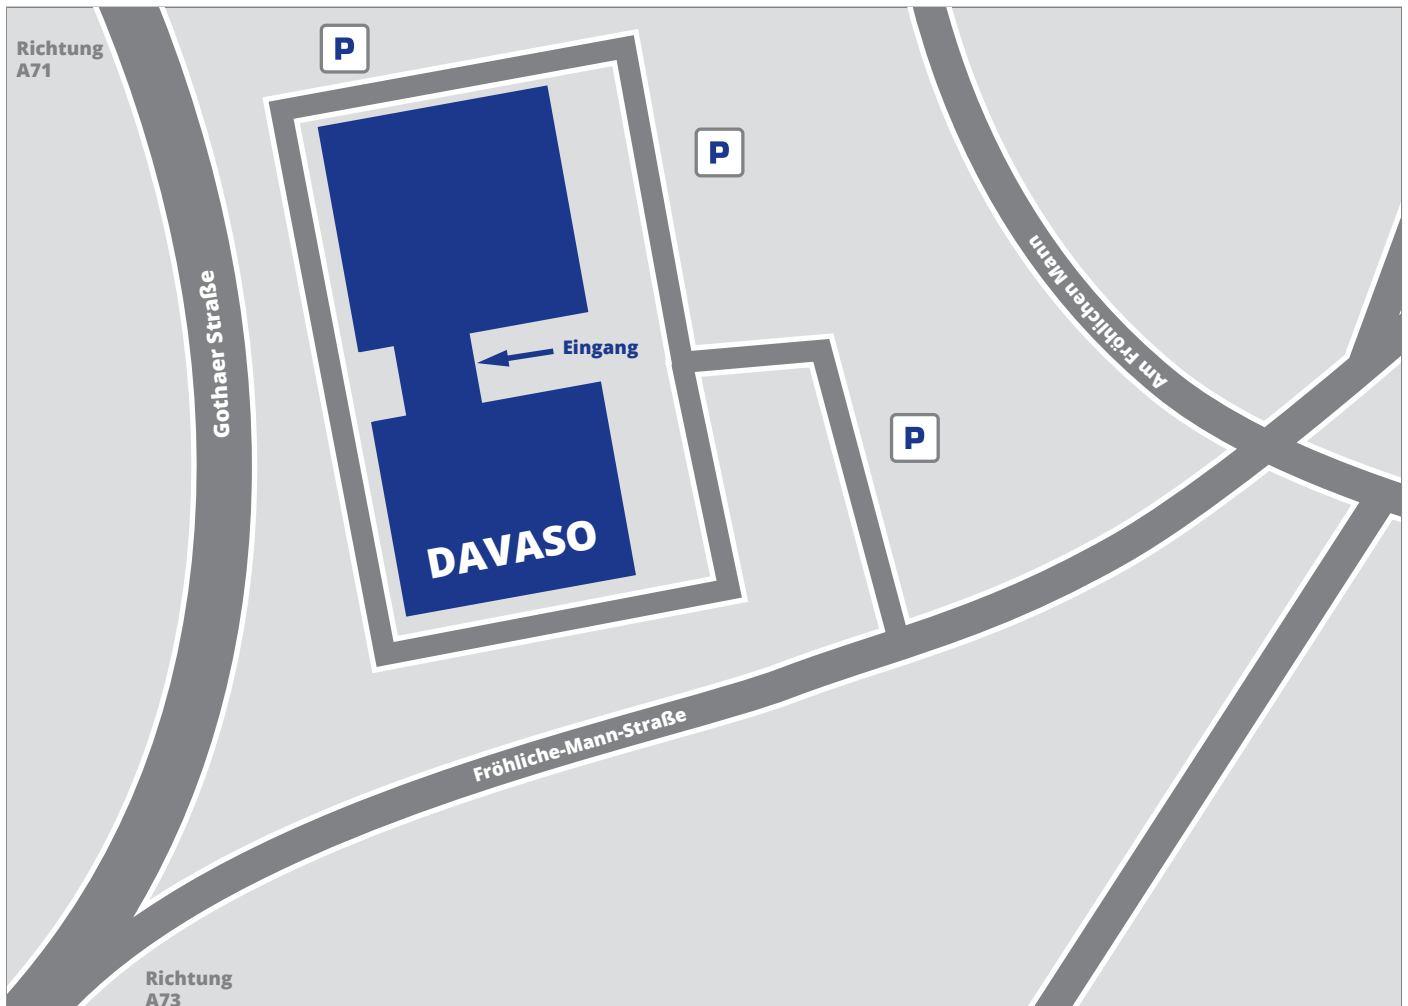 Richtung
A71
P
P
Gothaer Straße
Am Fröhlichen Mann
Eingang
P
DAVASO
Fröhliche-Mann-Straße
Richtung
A73